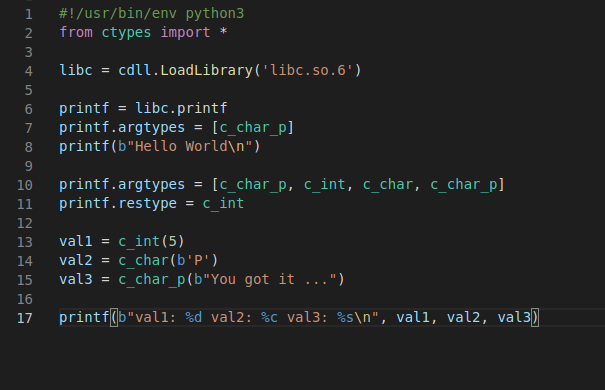 1 #!/usr/bin/env python3
2 from ctypes import *
3
4 libc = cdll.LoadLibrary('libc.so.6')
5
6 printf = libc.printf
7 printf.argtypes = [c_char_p]
8 printf(b"Hello World\n")
9
10 printf.argtypes = [c_char_p, c_int, c_char, c_char_p]
11 printf.restype = c_int
12
13 val1 = c_int(5)
14 val2 = c_char(b'P')
15 val3 = c_char_p(b"You got it ...")
16
17 printf(b"val1: %d val2: %c val3: %s\n", val1, val2, val3)